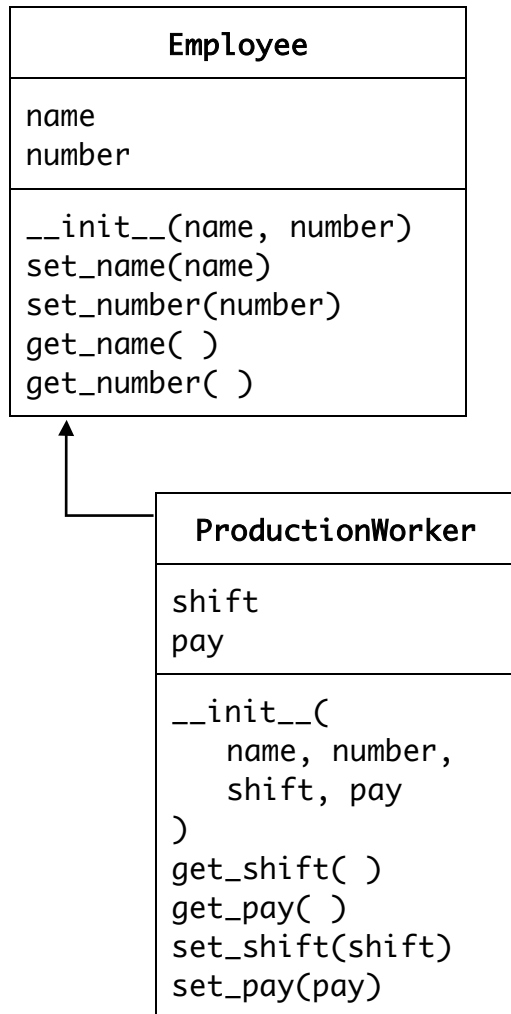 Employee
name
number
__init__(name, number)
set_name(name)
set_number(number)
get_name( )
get_number( )
ProductionWorker
shift
pay
__init__(
name, number,
shift, pay
)
get_shift( )
get_pay( )
set_shift(shift)
set_pay(pay)